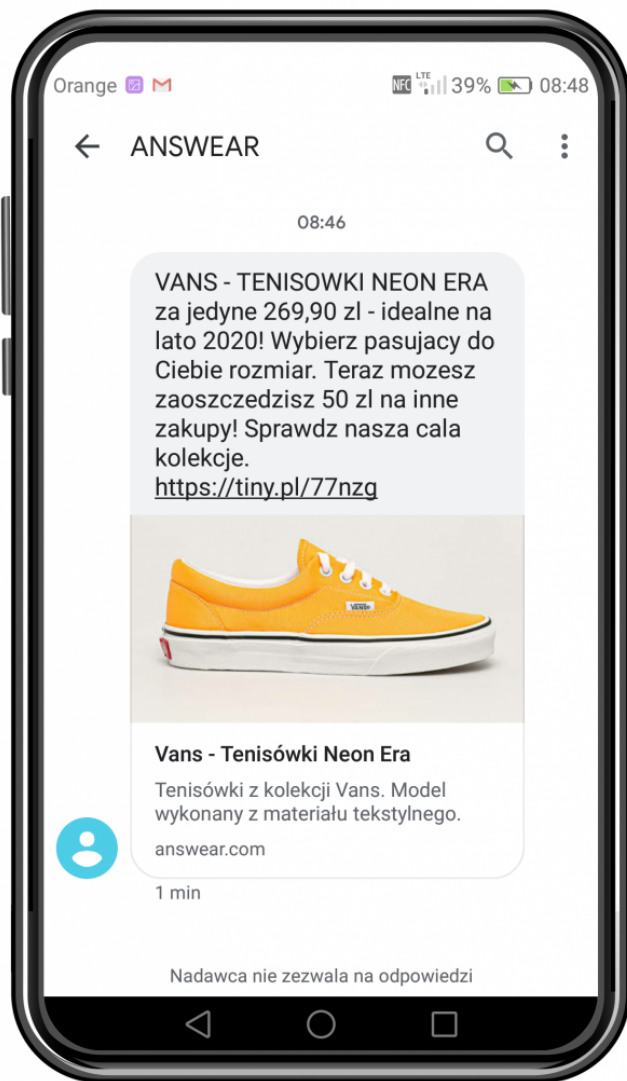 Orange
NFC LTE 39% 08:48
ANSWEAR
08:46
VANS - TENISOWKI NEON ERA
za jedyne 269,90 zl - idealne na
lato 2020! Wybierz pasujacy do
Ciebie rozmiar. Teraz mozesz
zaoszczedzisz 50 zl na inne
zakupy! Sprawdz nasza cala
kolekcje.
https://tiny.pl/77nzg
VANS
Vans - Tenisówki Neon Era
Tenisówki z kolekcji Vans. Model
wykonany z materiału tekstylnego.
answear.com
1 min
Nadawca nie zezwala na odpowiedzi